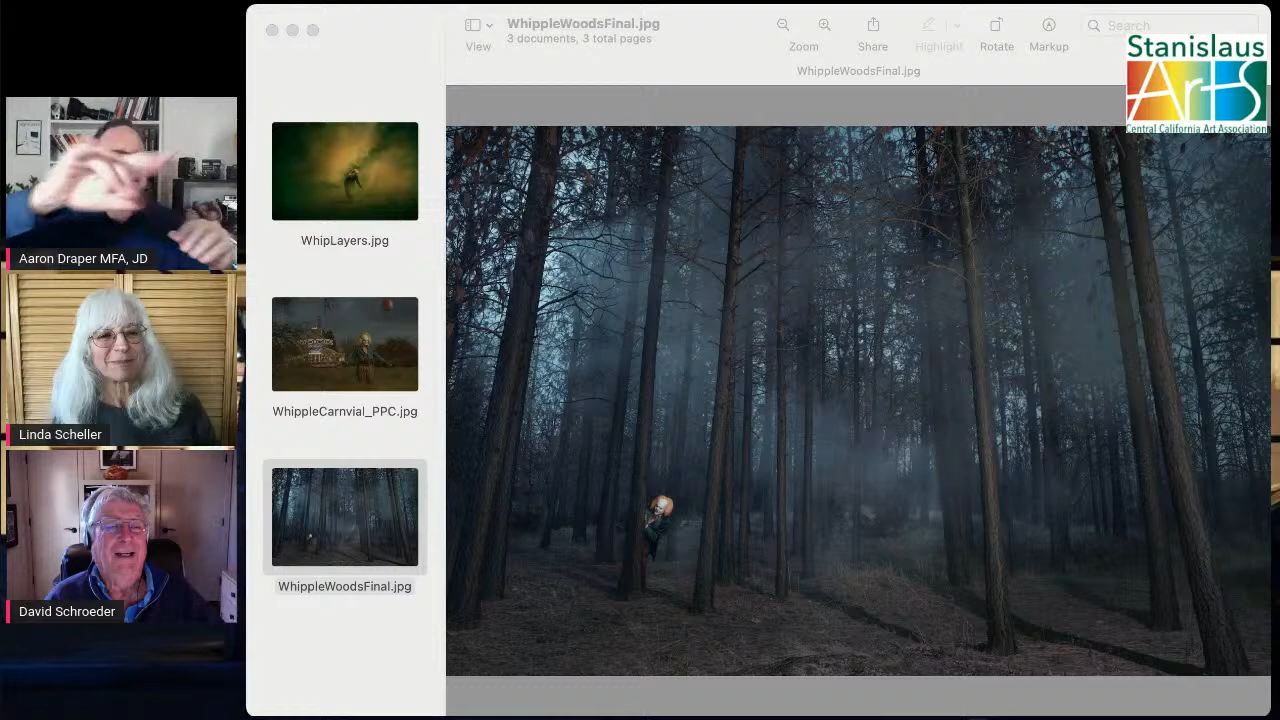 WhippleWoodsFinal.jpg
3 documents, 3 total pages
View
Zoom
Share
Highlight
Rotate
Markup
Search
WhippleWoodsFinal.jpg
Stanislaus
ArtS
Central California Art Association
WhipLayers.jpg
WhippleCarnvial_PPC.jpg
WhippleWoodsFinal.jpg
Aaron Draper MFA, JD
Linda Scheller
David Schroeder